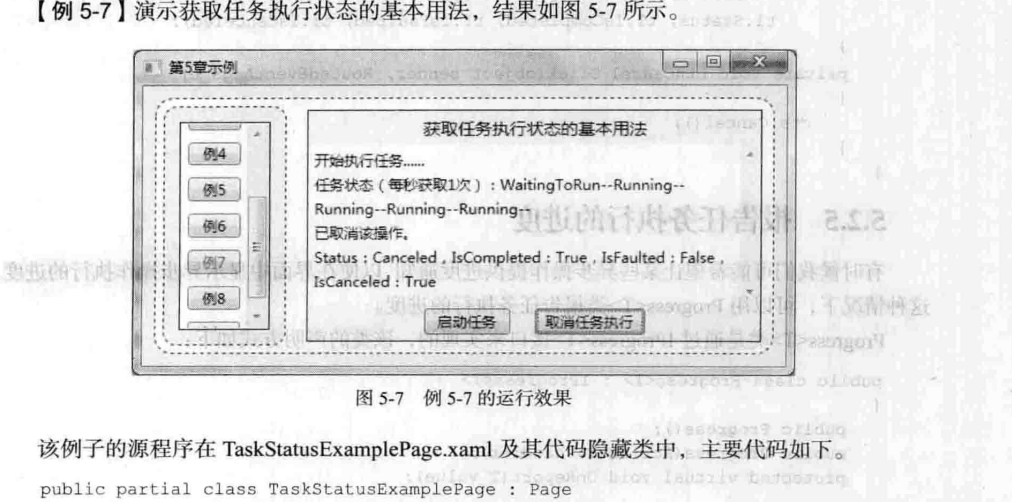 【例 5-7】演示获取任务执行状态的基本用法，结果如图 5-7 所示。
第5章示例
获取任务执行状态的基本用法
例4
例5
例6
例7
例8
开始执行任务......
任务状态（每秒获取1次）：WaitingToRun--Running--
Running--Running--Running--
已取消该操作。
Status：Canceled，IsCompleted：True，IsFaulted：False，
IsCanceled：True
启动任务
取消任务执行
图 5-7 例 5-7 的运行效果
该例子的源程序在 TaskStatusExamplePage.xaml 及其代码隐藏类中，主要代码如下。
public partial class TaskStatusExamplePage : Page